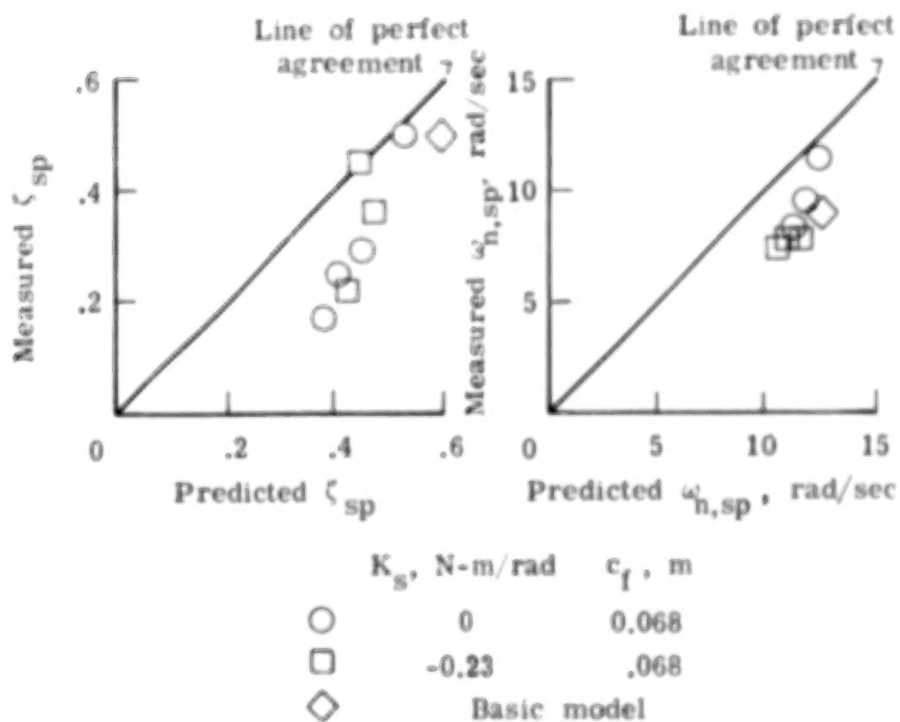 Line of perfect
agreement
.6
.4
.2
0
.2
.4
.6
Measured ζsp
Predicted ζsp
Line of perfect
agreement
15
10
5
0
5
10
15
Measured ωn,sp, rad/sec
Predicted ωn,sp, rad/sec
Ks, N-m/rad cf, m
0 0.068
-0.23 .068
Basic model